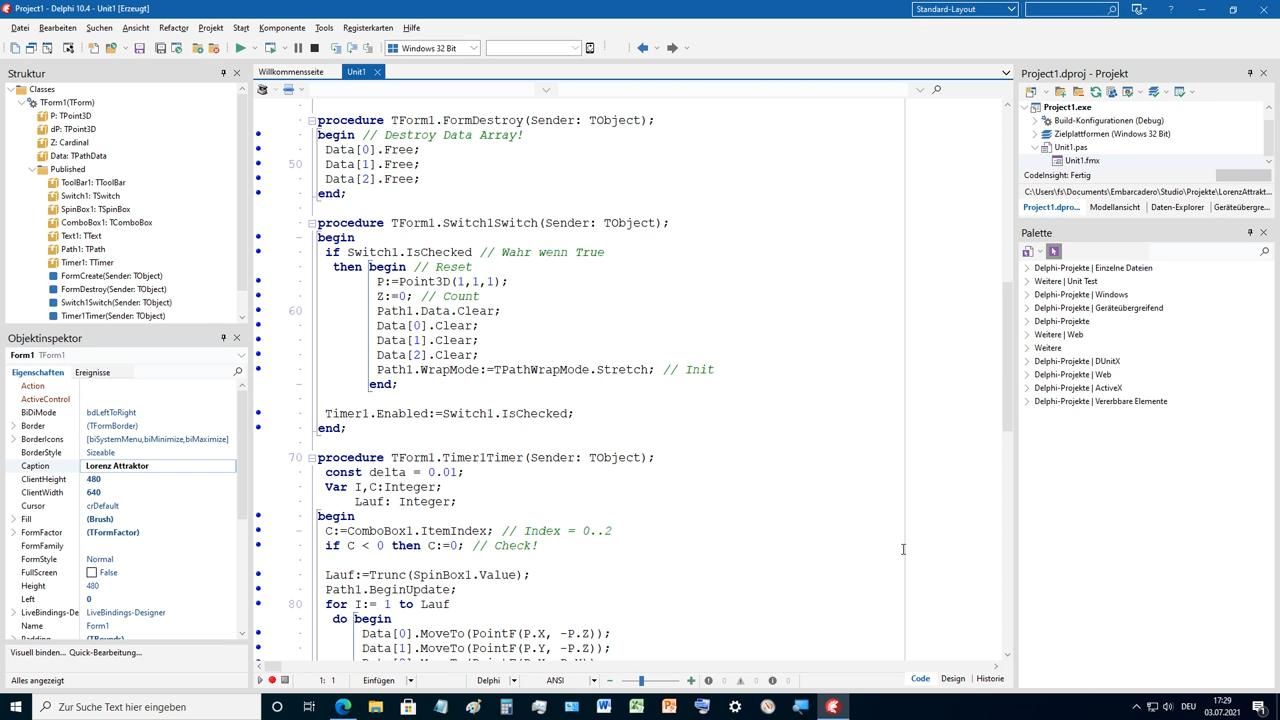 Project1 - Delphi 10.4 - Unit1 [Erzeugt]
Standard-Layout
Datei Bearbeiten Suchen Ansicht Refactor Projekt Start Komponente Tools Registerkarten Hilfe
Windows 32 Bit
Struktur
Classes
TForm1(TForm)
P: TPoint3D
dP: TPoint3D
Z: Cardinal
Data: TPathData
Published
ToolBar1: TToolBar
Switch1: TSwitch
SpinBox1: TSpinBox
ComboBox1: TComboBox
Text1: TText
Path1: TPath
Timer1: TTimer
FormCreate(Sender: TObject)
FormDestroy(Sender: TObject)
Switch1Switch(Sender: TObject)
Timer1Timer(Sender: TObject)
Objektinspektor
Form1 TForm1
Eigenschaften Ereignisse
Action
ActiveControl
BiDiMode bdLeftToRight
Border (TFormBorder)
BorderIcons [biSystemMenu,biMinimize,biMaximize]
BorderStyle Sizeable
Caption Lorenz Attraktor
ClientHeight 480
ClientWidth 640
Cursor crDefault
Fill (Brush)
FormFactor (TFormFactor)
FormFamily
FormStyle Normal
FullScreen False
Height 480
Left 0
LiveBindings-De LiveBindings-Designer
Name Form1
Padding (TBounds)
Visuell binden... Quick-Bearbeitung...
Alles angezeigt
Willkommensseite Unit1
procedure TForm1.FormDestroy(Sender: TObject);
begin // Destroy Data Array!
Data[0].Free;
50 Data[1].Free;
Data[2].Free;
end;
procedure TForm1.Switch1Switch(Sender: TObject);
begin
if Switch1.IsChecked // Wahr wenn True
then begin // Reset
P:=Point3D(1,1,1);
Z:=0; // Count
60 Path1.Data.Clear;
Data[0].Clear;
Data[1].Clear;
Data[2].Clear;
Path1.WrapMode:=TPathWrapMode.Stretch; // Init
end;
Timer1.Enabled:=Switch1.IsChecked;
end;
70 procedure TForm1.Timer1Timer(Sender: TObject);
const delta = 0.01;
Var I,C:Integer;
Lauf: Integer;
begin
C:=ComboBox1.ItemIndex; // Index = 0..2
if C < 0 then C:=0; // Check!
Lauf:=Trunc(SpinBox1.Value);
Path1.BeginUpdate;
80 for I:= 1 to Lauf
do begin
Data[0].MoveTo(PointF(P.X, -P.Z));
Data[1].MoveTo(PointF(P.Y, -P.Z));
1: 1 Einfügen Delphi ANSI 0 0 0 Code Design Historie
Project1.dproj - Projekt
Project1.exe
Build-Konfigurationen (Debug)
Zielplattformen (Windows 32 Bit)
Unit1.pas
Unit1.fmx
CodeInsight: Fertig
C:\Users\fs\Documents\Embarcadero\Studio\Projekte\LorenzAttrakt...
Project1.dpro... Modellansicht Daten-Explorer Geräteübergre...
Palette
Delphi-Projekte | Einzelne Dateien
Weitere | Unit Test
Delphi-Projekte | Windows
Delphi-Projekte | Geräteübergreifend
Delphi-Projekte
Weitere | Web
Weitere
Delphi-Projekte | DUnitX
Delphi-Projekte | Web
Delphi-Projekte | ActiveX
Delphi-Projekte | Vererbbare Elemente
Zur Suche Text hier eingeben
DEU
17:29
03.07.2021